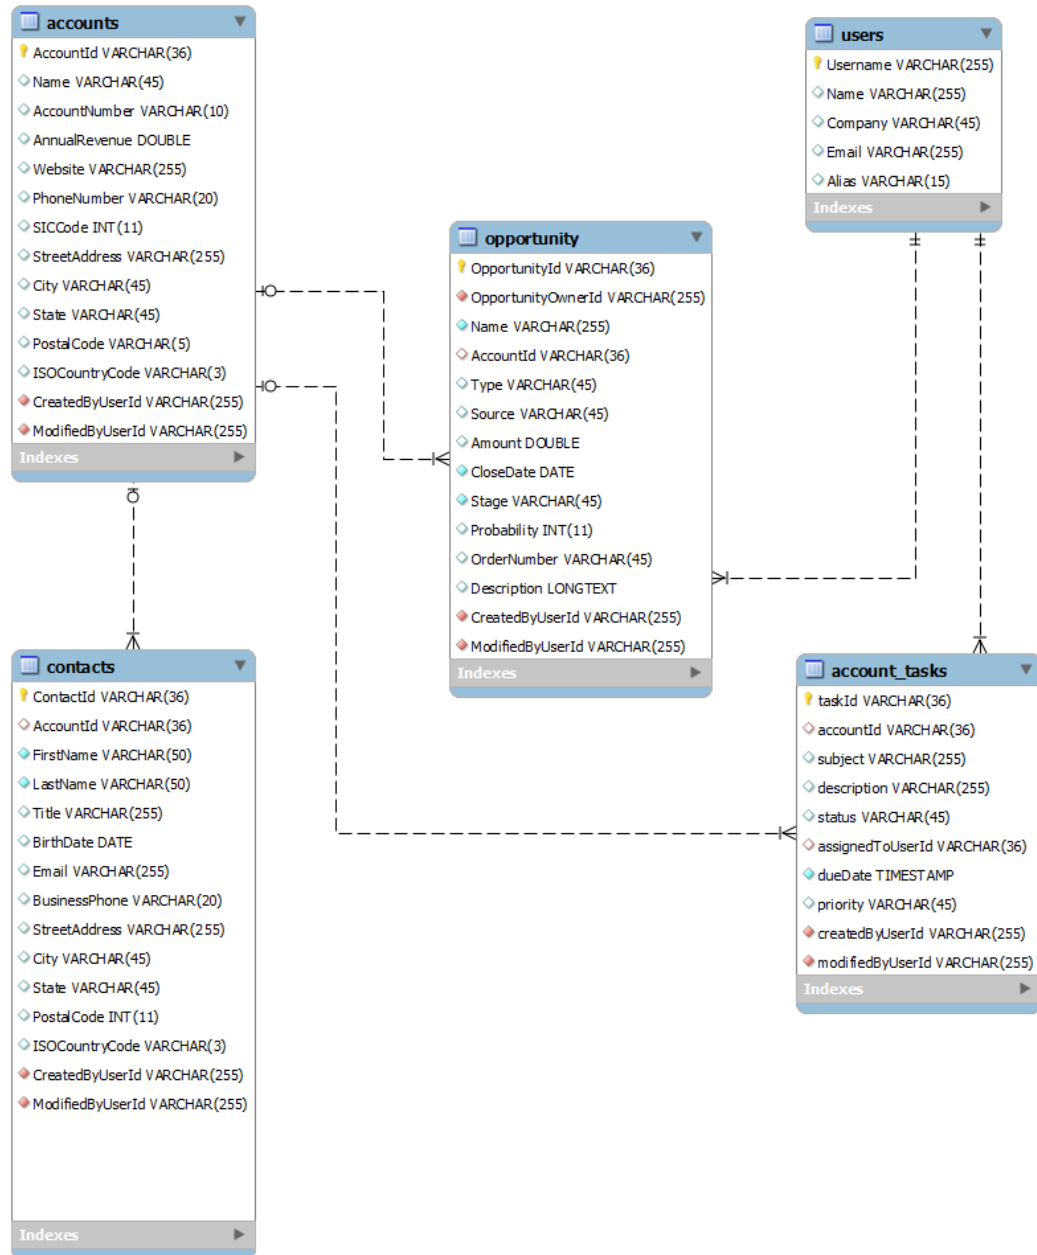 accounts
AccountId VARCHAR(36)
Name VARCHAR(45)
AccountNumber VARCHAR(10)
AnnualRevenue DOUBLE
Website VARCHAR(255)
PhoneNumber VARCHAR(20)
SICCode INT(11)
StreetAddress VARCHAR(255)
City VARCHAR(45)
State VARCHAR(45)
PostalCode VARCHAR(5)
ISOCountryCode VARCHAR(3)
CreatedByUserId VARCHAR(255)
ModifiedByUserId VARCHAR(255)
Indexes
users
Username VARCHAR(255)
Name VARCHAR(255)
Company VARCHAR(45)
Email VARCHAR(255)
Alias VARCHAR(15)
Indexes
opportunity
OpportunityId VARCHAR(36)
OpportunityOwnerId VARCHAR(255)
Name VARCHAR(255)
AccountId VARCHAR(36)
Type VARCHAR(45)
Source VARCHAR(45)
Amount DOUBLE
CloseDate DATE
Stage VARCHAR(45)
Probability INT(11)
OrderNumber VARCHAR(45)
Description LONGTEXT
CreatedByUserId VARCHAR(255)
ModifiedByUserId VARCHAR(255)
Indexes
contacts
ContactId VARCHAR(36)
AccountId VARCHAR(36)
FirstName VARCHAR(50)
LastName VARCHAR(50)
Title VARCHAR(255)
BirthDate DATE
Email VARCHAR(255)
BusinessPhone VARCHAR(20)
StreetAddress VARCHAR(255)
City VARCHAR(45)
State VARCHAR(45)
PostalCode INT(11)
ISOCountryCode VARCHAR(3)
CreatedByUserId VARCHAR(255)
ModifiedByUserId VARCHAR(255)
Indexes
account_tasks
taskId VARCHAR(36)
accountId VARCHAR(36)
subject VARCHAR(255)
description VARCHAR(255)
status VARCHAR(45)
assignedToUserId VARCHAR(36)
dueDate TIMESTAMP
priority VARCHAR(45)
createdByUserId VARCHAR(255)
modifiedByUserId VARCHAR(255)
Indexes